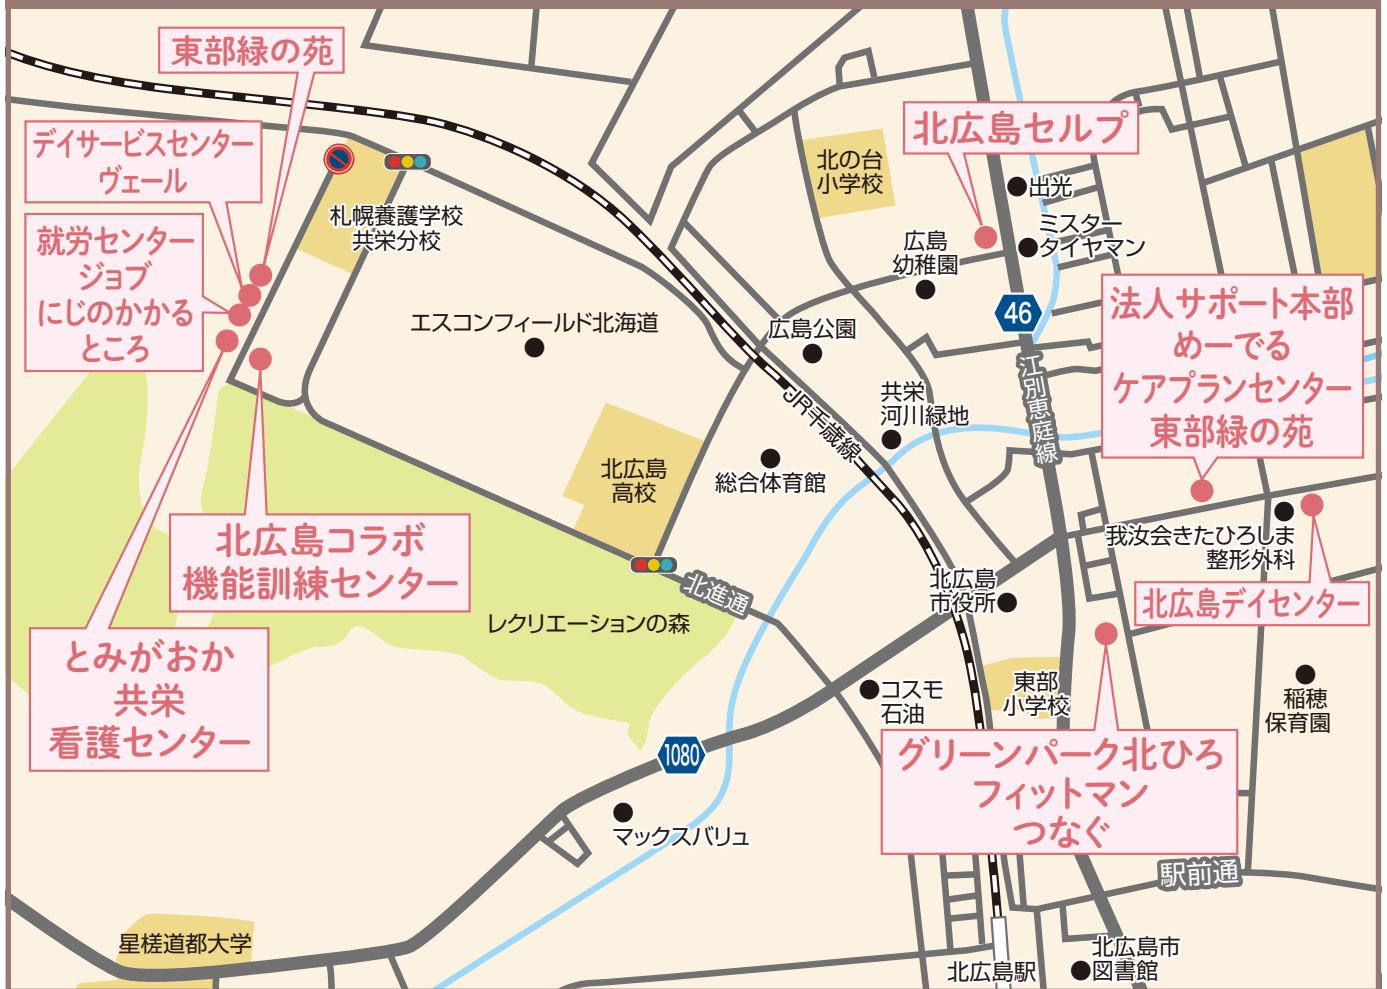 東部緑の苑
デイサービスセンター
ヴェール
就労センター
ジョブ
にじのかかる
ところ
札幌養護学校
共栄分校
エスコンフィールド北海道
北の台
小学校
北広島セルプ
出光
ミスター
タイヤマン
広島
幼稚園
46
広島公園
江別恵庭線
法人サポート本部
めーでる
ケアプランセンター
東部緑の苑
共栄
河川緑地
JR千歳線
総合体育館
北広島
高校
北広島コラボ
機能訓練センター
我汝会きたひろしま
整形外科
北広島デイセンター
北進通
北広島
市役所
レクリエーションの森
とみがおか
共栄
看護センター
コスモ
石油
東部
小学校
稲穂
保育園
グリーンパーク北ひろ
フィットマン
つなぐ
1080
マックスバリュ
駅前通
星槎道都大学
北広島駅
北広島市
図書館